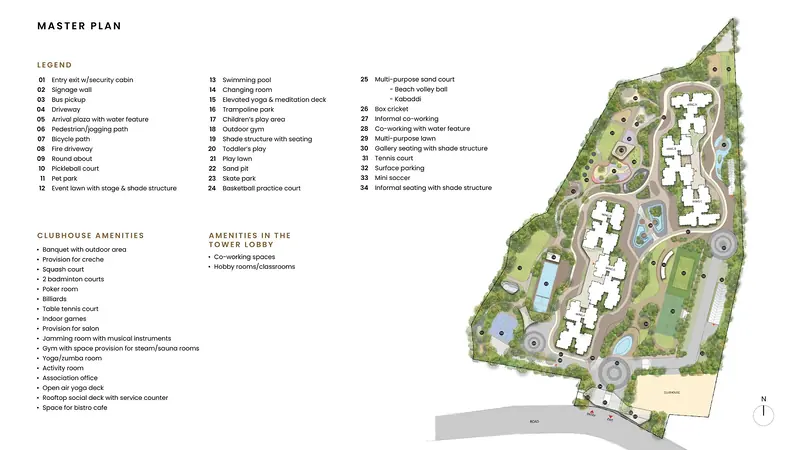 MASTER PLAN
LEGEND
01 Entry exit w/security cabin
02 Signage wall
03 Bus pickup
04 Driveway
05 Arrival plaza with water feature
06 Pedestrian/jogging path
07 Bicycle path
08 Fire driveway
09 Round about
10 Pickleball court
11 Pet park
12 Event lawn with stage & shade structure
13 Swimming pool
14 Changing room
15 Elevated yoga & meditation deck
16 Trampoline park
17 Children's play area
18 Outdoor gym
19 Shade structure with seating
20 Toddler's play
21 Play lawn
22 Sand pit
23 Skate park
24 Basketball practice court
25 Multi-purpose sand court
- Beach volley ball
- Kabaddi
26 Box cricket
27 Informal co-working
28 Co-working with water feature
29 Multi-purpose lawn
30 Gallery seating with shade structure
31 Tennis court
32 Surface parking
33 Mini soccer
34 Informal seating with shade structure
CLUBHOUSE AMENITIES
• Banquet with outdoor area
• Provision for creche
• Squash court
• 2 badminton courts
• Poker room
• Billiards
• Table tennis court
• Indoor games
• Provision for salon
• Jamming room with musical instruments
• Gym with space provision for steam/sauna rooms
• Yoga/zumba room
• Activity room
• Association office
• Open air yoga deck
• Rooftop social deck with service counter
• Space for bistro cafe
AMENITIES IN THE
TOWER LOBBY
• Co-working spaces
• Hobby rooms/classrooms
ROAD
N